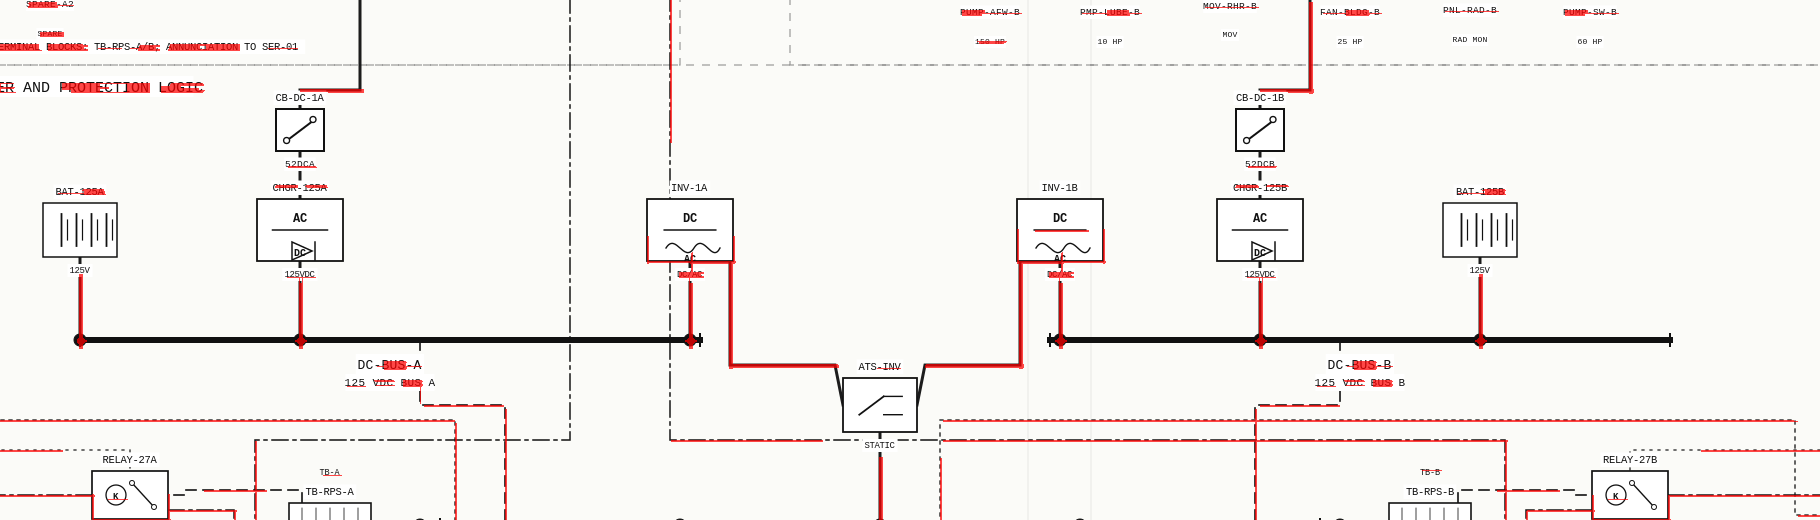 SPARE-A2
SPARE
ERMINAL BLOCKS: TB-RPS-A/B; ANNUNCIATION TO SER-01
ER AND PROTECTION LOGIC
PUMP-AFW-B
150 HP
PMP-LUBE-B
10 HP
MOV-RHR-B
MOV
FAN-BLDG-B
25 HP
PNL-RAD-B
RAD MON
PUMP-SW-B
60 HP
CB-DC-1A
52DCA
CB-DC-1B
52DCB
BAT-125A
125V
CHGR-125A
AC
DC
125VDC
INV-1A
DC
AC
DC/AC
INV-1B
DC
AC
DC/AC
CHGR-125B
AC
DC
125VDC
BAT-125B
125V
DC-BUS-A
125 VDC BUS A
ATS-INV
STATIC
DC-BUS-B
125 VDC BUS B
RELAY-27A
K
TB-A
TB-RPS-A
TB-B
TB-RPS-B
RELAY-27B
K